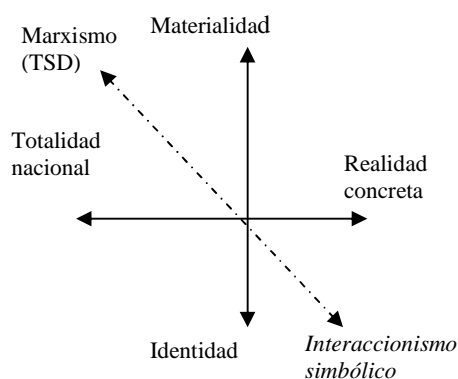 Marxismo
(TSD)
Materialidad
Totalidad
nacional
Realidad
concreta
Identidad
Interaccionismo
simbólico